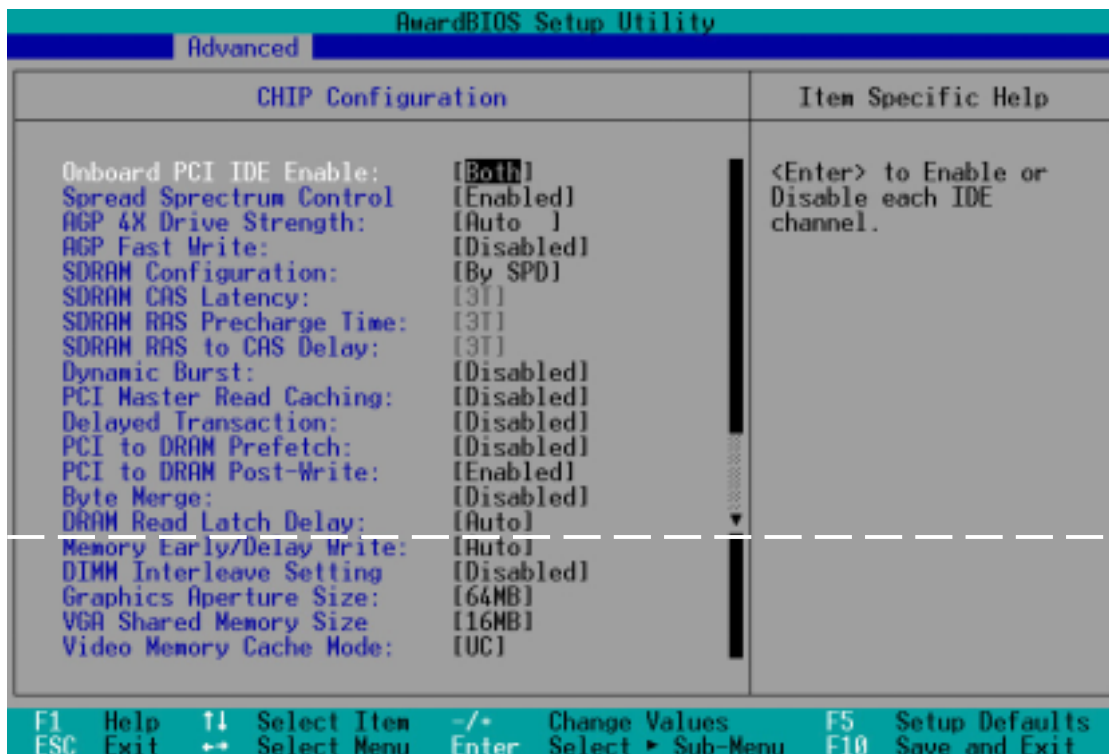 AwardBIOS Setup Utility
Advanced
CHIP Configuration
Onboard PCI IDE Enable: [Both]
Spread Sprectrum Control [Enabled]
AGP 4X Drive Strength: [Auto ]
AGP Fast Write: [Disabled]
SDRAM Configuration: [By SPD]
SDRAM CAS Latency: [3T]
SDRAM RAS Precharge Time: [3T]
SDRAM RAS to CAS Delay: [3T]
Dynamic Burst: [Disabled]
PCI Master Read Caching: [Disabled]
Delayed Transaction: [Disabled]
PCI to DRAM Prefetch: [Disabled]
PCI to DRAM Post-Write: [Enabled]
Byte Merge: [Disabled]
DRAM Read Latch Delay: [Auto]
Memory Early/Delay Write: [Auto]
DIMM Interleave Setting [Disabled]
Graphics Aperture Size: [64MB]
VGA Shared Memory Size [16MB]
Video Memory Cache Mode: [UC]
Item Specific Help
<Enter> to Enable or
Disable each IDE
channel.
F1 Help ↑↓ Select Item -/+ Change Values F5 Setup Defaults
ESC Exit ←→ Select Menu Enter Select ► Sub-Menu F10 Save and Exit